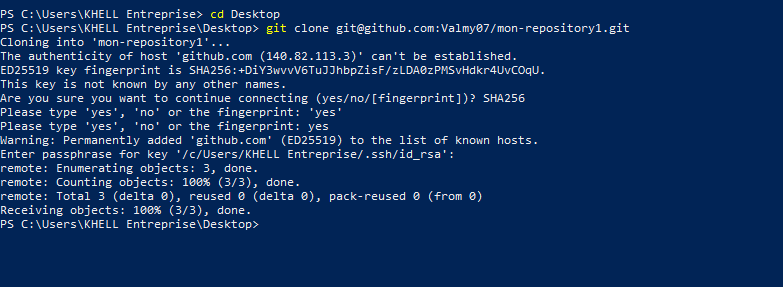 PS C:\Users\KHELL Entreprise> cd Desktop
PS C:\Users\KHELL Entreprise\Desktop> git clone git@github.com:Valmy07/mon-repository1.git
Cloning into 'mon-repository1'...
The authenticity of host 'github.com (140.82.113.3)' can't be established.
ED25519 key fingerprint is SHA256:+DiY3wvvV6TuJJhbpZisF/zLDA0zPMSvHdkr4UvCOqU.
This key is not known by any other names.
Are you sure you want to continue connecting (yes/no/[fingerprint])? SHA256
Please type 'yes', 'no' or the fingerprint: 'yes'
Please type 'yes', 'no' or the fingerprint: yes
Warning: Permanently added 'github.com' (ED25519) to the list of known hosts.
Enter passphrase for key '/c/Users/KHELL Entreprise/.ssh/id_rsa':
remote: Enumerating objects: 3, done.
remote: Counting objects: 100% (3/3), done.
remote: Total 3 (delta 0), reused 0 (delta 0), pack-reused 0 (from 0)
Receiving objects: 100% (3/3), done.
PS C:\Users\KHELL Entreprise\Desktop>